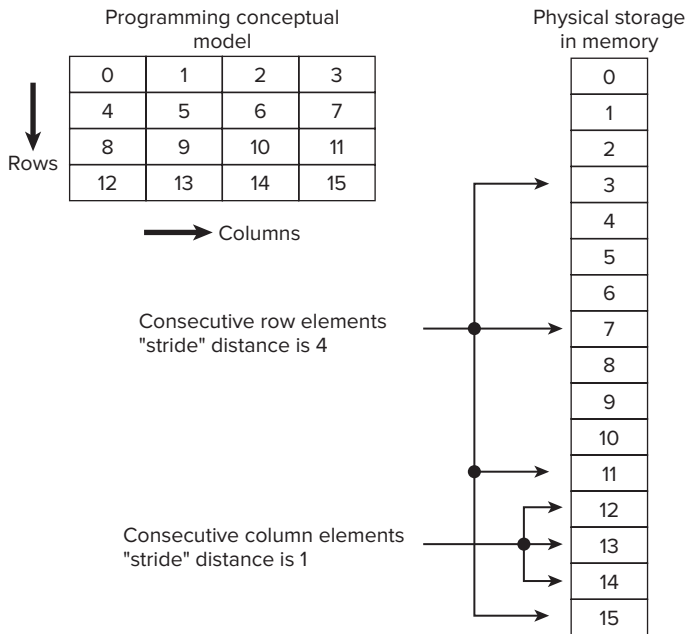 Programming conceptual
model
0 1 2 3
4 5 6 7
8 9 10 11
12 13 14 15
Rows
Columns
Physical storage
in memory
0
1
2
3
4
5
6
7
8
9
10
11
12
13
14
15
Consecutive row elements
"stride" distance is 4
Consecutive column elements
"stride" distance is 1